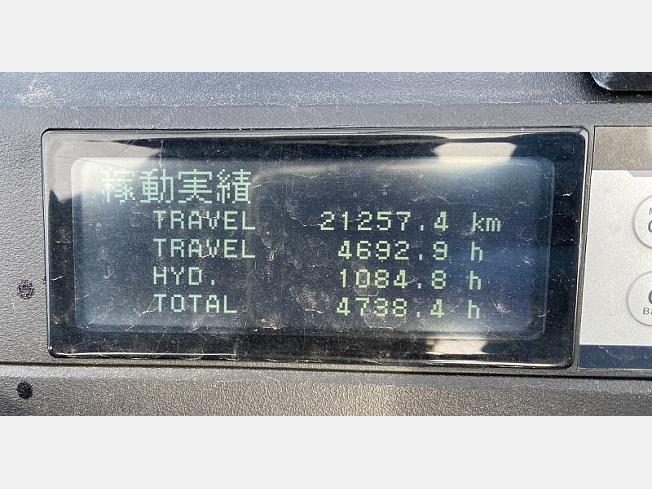 稼動実績
TRAVEL 21257.4 km
TRAVEL 4692.9 h
HYD. 1084.8 h
TOTAL 4738.4 h